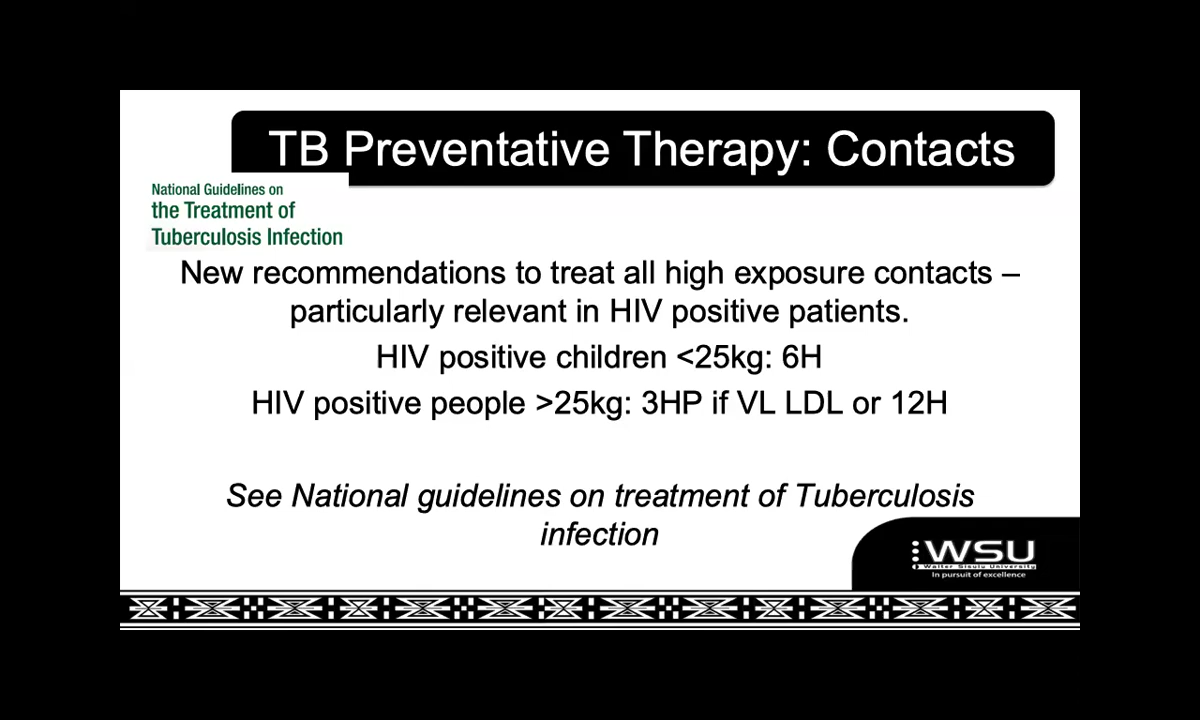 TB Preventative Therapy: Contacts
National Guidelines on
the Treatment of
Tuberculosis Infection
New recommendations to treat all high exposure contacts –
particularly relevant in HIV positive patients.
HIV positive children <25kg: 6H
HIV positive people >25kg: 3HP if VL LDL or 12H
See National guidelines on treatment of Tuberculosis
infection
WSU
Walter Sisulu University
In pursuit of excellence